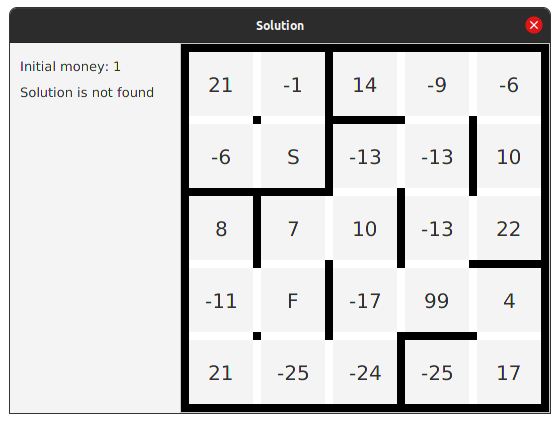 Solution
Initial money: 1
Solution is not found
21 -1 14 -9 -6
-6 S -13 -13 10
8 7 10 -13 22
-11 F -17 99 4
21 -25 -24 -25 17